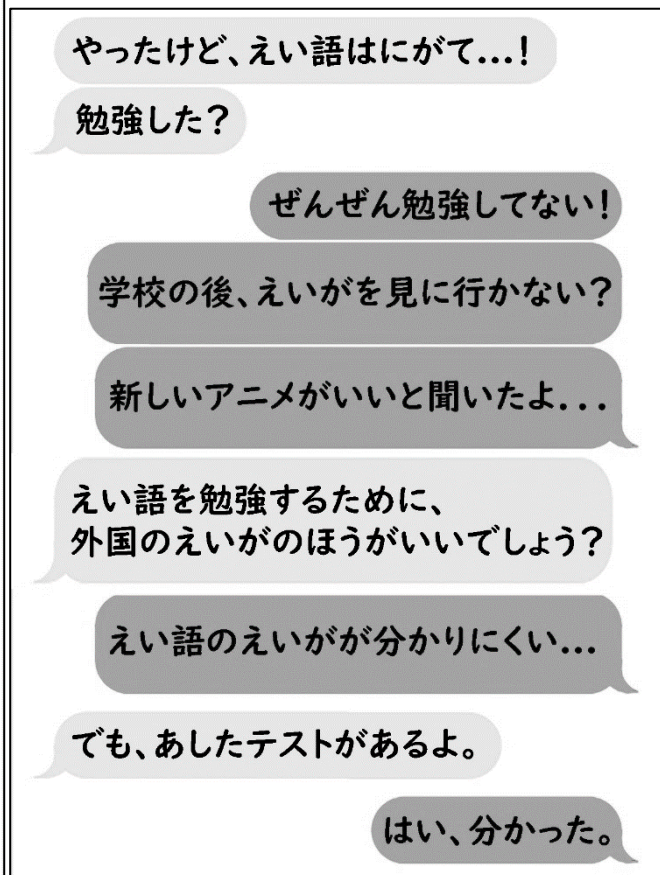 やったけど、えい語はにがて...!
勉強した？
ぜんぜん勉強してない!
学校の後、えいがを見に行かない？
新しいアニメがいいと聞いたよ...
えい語を勉強するために、
外国のえいがのほうがいいでしょう？
えい語のえいがが分かりにくい...
でも、あしたテストがあるよ。
はい、分かった。